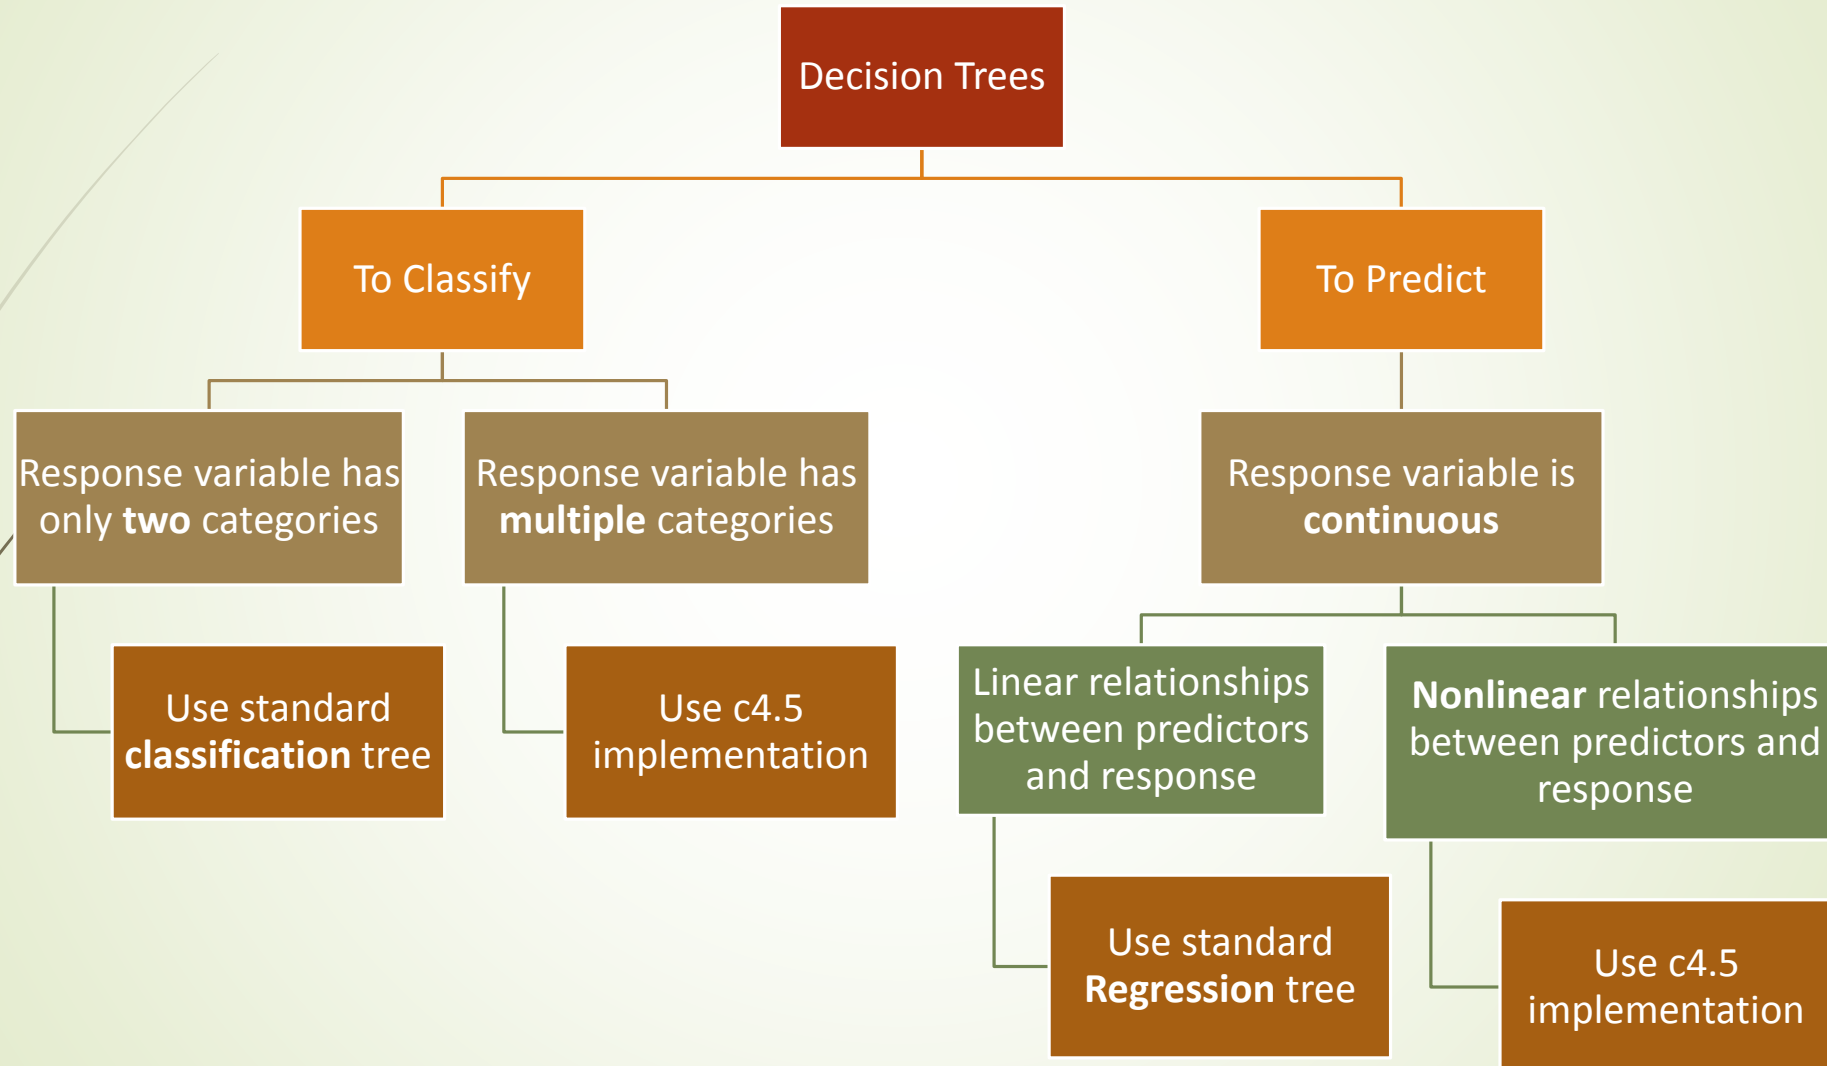 Decision Trees
To Classify
To Predict
Response variable has
only two categories
Response variable has
multiple categories
Response variable is
continuous
Use standard
classification tree
Use c4.5
implementation
Linear relationships
between predictors
and response
Nonlinear relationships
between predictors and
response
Use standard
Regression tree
Use c4.5
implementation